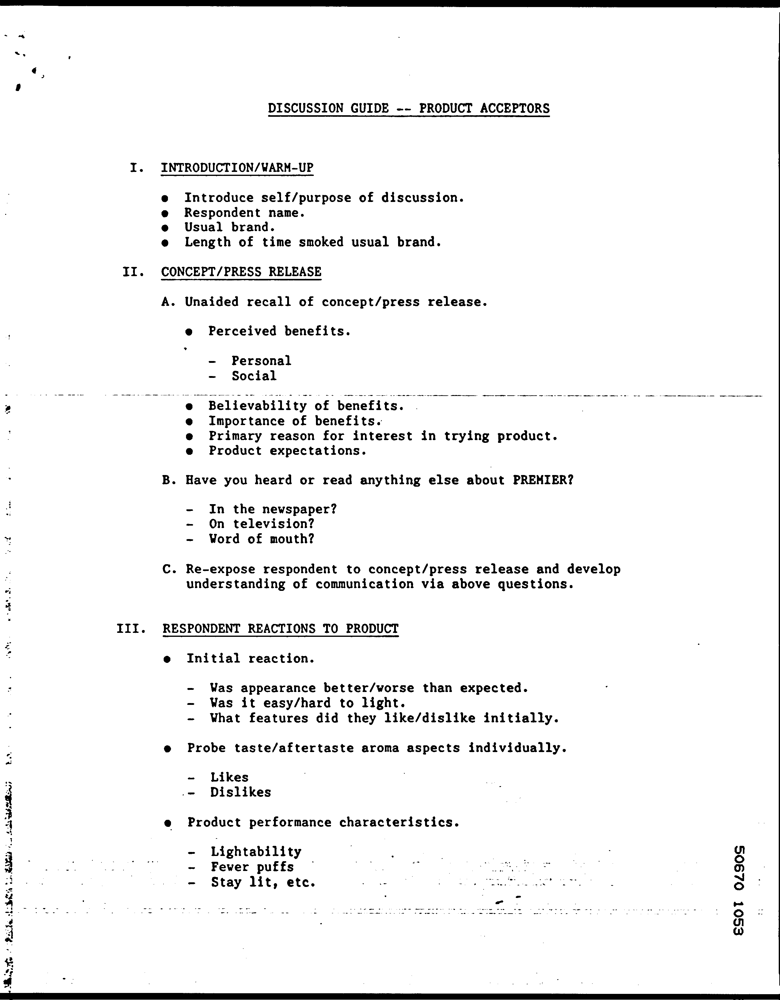 DISCUSSION GUIDE -- PRODUCT ACCEPTORS
I. INTRODUCTION/WARM-UP
● Introduce self/purpose of discussion.
● Respondent name.
● Usual brand.
● Length of time smoked usual brand.
II. CONCEPT/PRESS RELEASE
A. Unaided recall of concept/press release.
● Perceived benefits.
- Personal
- Social
● Believability of benefits.
● Importance of benefits.
● Primary reason for interest in trying product.
● Product expectations.
B. Have you heard or read anything else about PREMIER?
- In the newspaper?
- On television?
- Word of mouth?
C. Re-expose respondent to concept/press release and develop
understanding of communication via above questions.
III. RESPONDENT REACTIONS TO PRODUCT
● Initial reaction.
- Was appearance better/worse than expected.
- Was it easy/hard to light.
- What features did they like/dislike initially.
● Probe taste/aftertaste aroma aspects individually.
- Likes
- Dislikes
● Product performance characteristics.
- Lightability
- Fewer puffs
- Stay lit, etc.
50670 1053